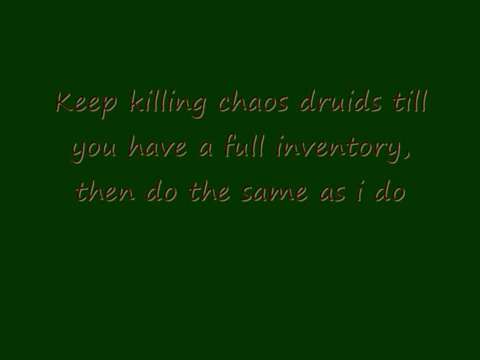 Keep killing chaos druids till
you have a full inventory,
then do the same as i do